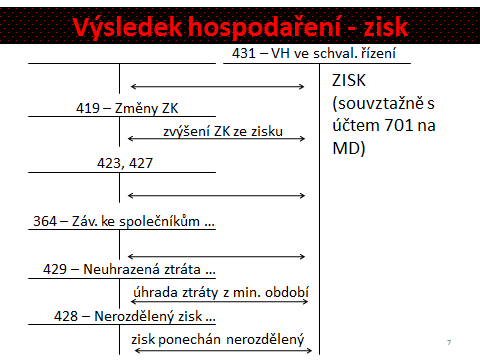 Výsledek hospodaření - zisk
431 – VH ve schval. řízení
ZISK
(souvztažně s
účtem 701 na
MD)
419 – Změny ZK
zvýšení ZK ze zisku
423, 427
364 – Záv. ke společníkům ...
429 – Neuhrazená ztráta ...
úhrada ztráty z min. období
428 – Nerozdělený zisk ...
zisk ponechán nerozdělený
7